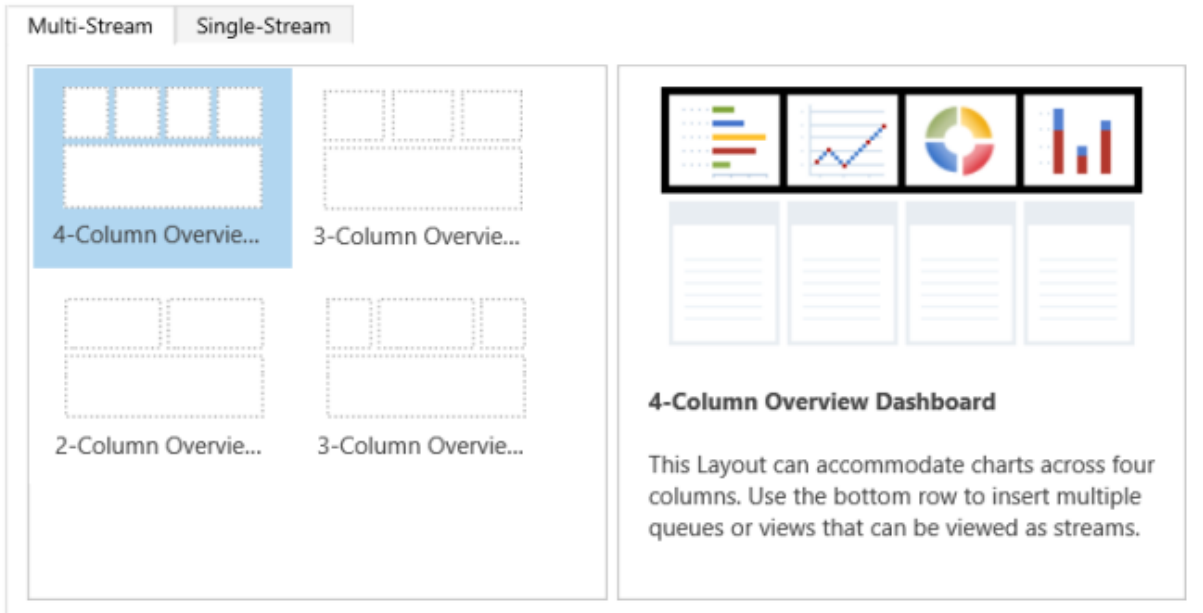 Multi-Stream
Single-Stream
4-Column Overvie...
3-Column Overvie...
2-Column Overvie...
3-Column Overvie...
4-Column Overview Dashboard
This Layout can accommodate charts across four
columns. Use the bottom row to insert multiple
queues or views that can be viewed as streams.